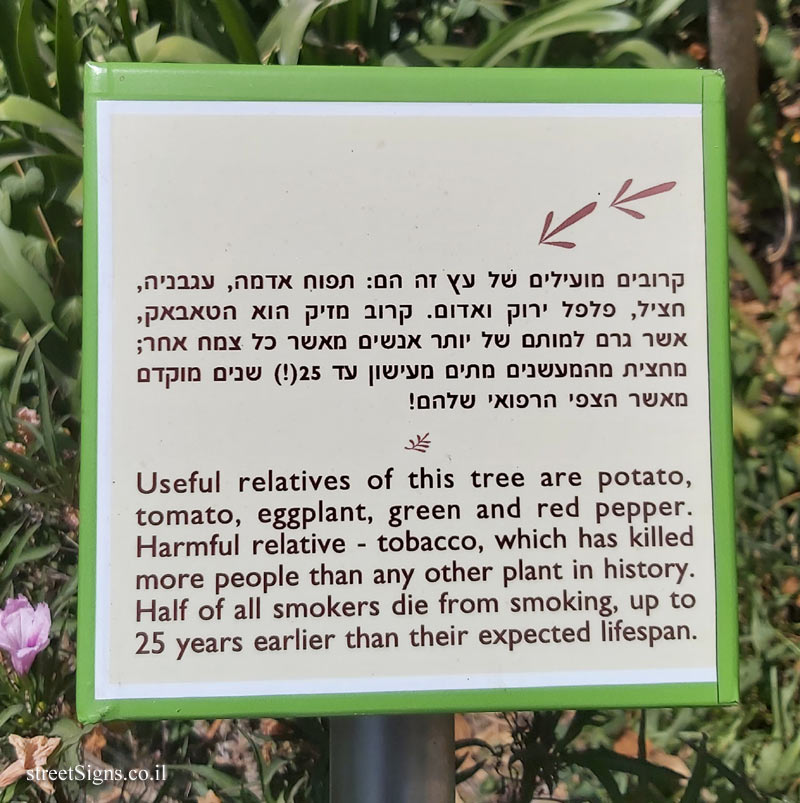 קרובים מועילים של עץ זה הם: תפוח אדמה, עגבניה,
חציל, פלפל ירוק ואדום. קרוב מזיק הוא הטאבאק,
אשר גרם למותם של יותר אנשים מאשר כל צמח אחר;
מחצית מהמעשנים מתים מעישון עד 25(!) שנים מוקדם
מאשר הצפי הרפואי שלהם!
Useful relatives of this tree are potato,
tomato, eggplant, green and red pepper.
Harmful relative - tobacco, which has killed
more people than any other plant in history.
Half of all smokers die from smoking, up to
25 years earlier than their expected lifespan.
streetSigns.co.il